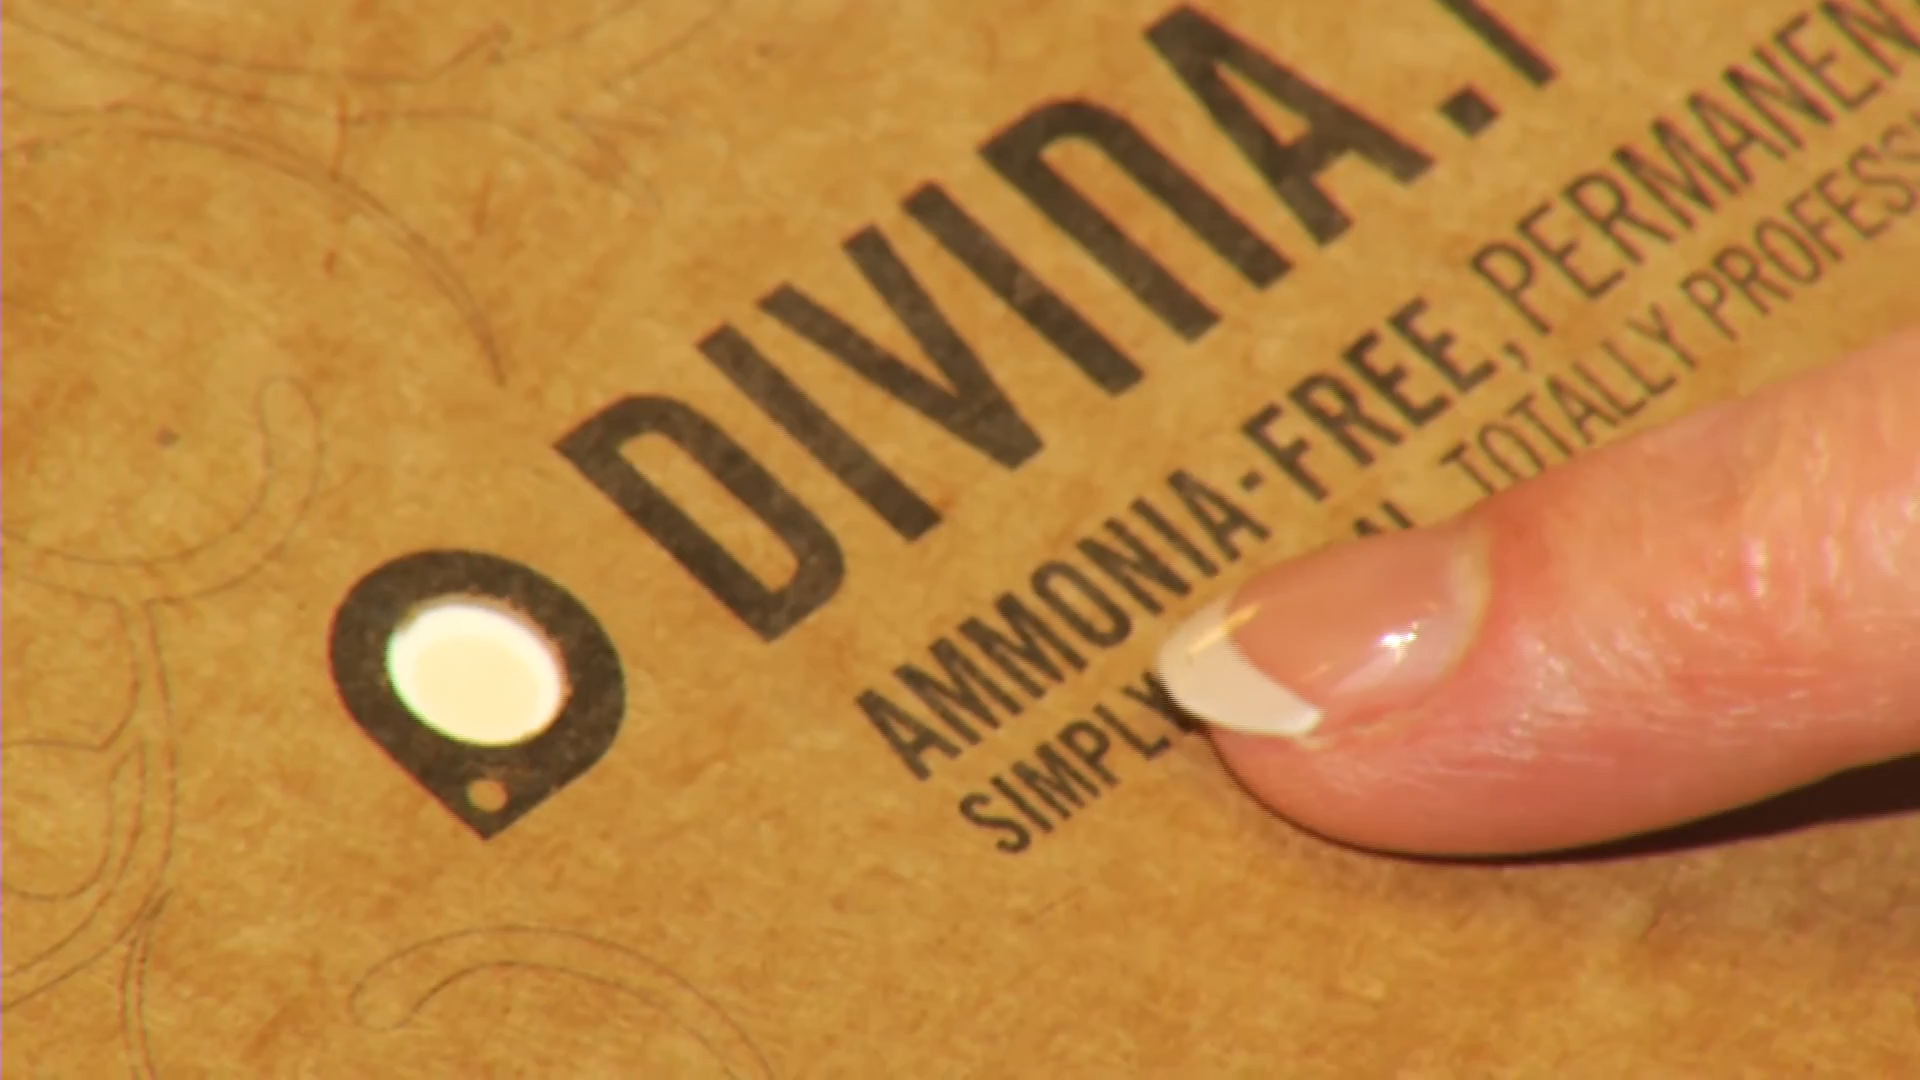 DIVINA.
AMMONIA-FREE, PERMANEN
SIMPLY TOTALLY PROFESS